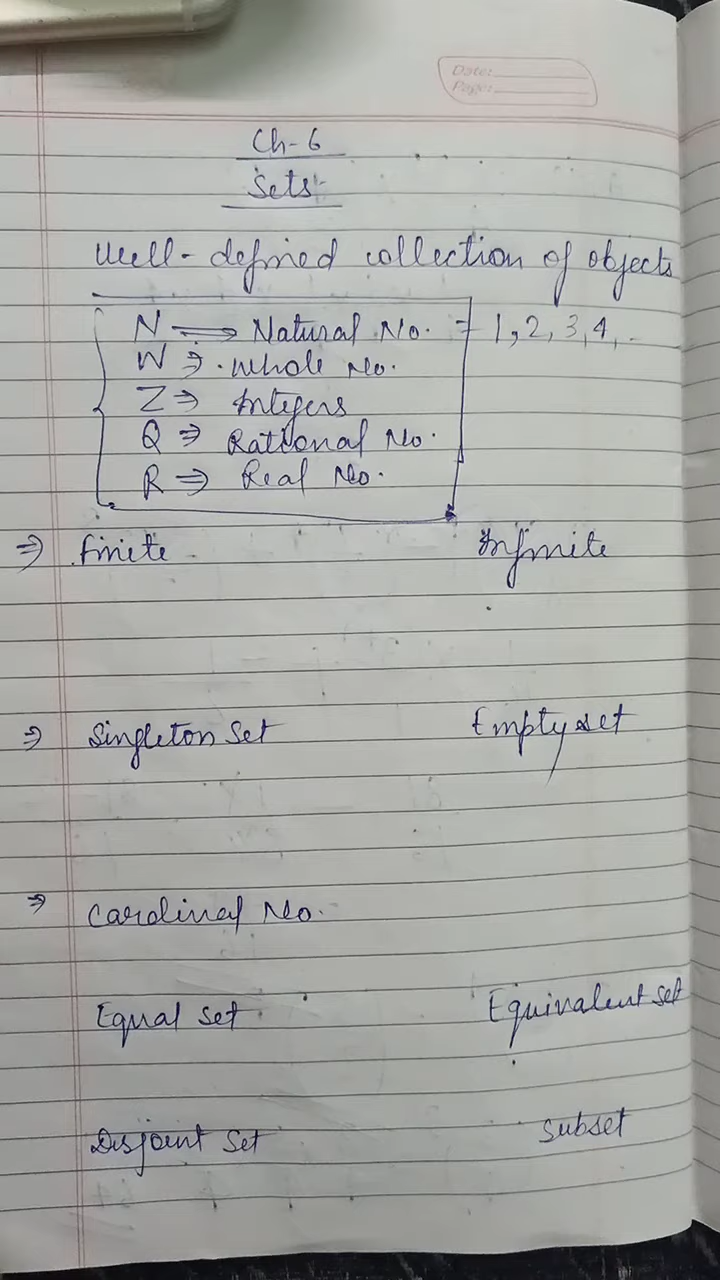 Date:
Page:
Ch-6
Sets:-
Well-defined collection of objects
N ⇒ Natural No. = 1, 2, 3, 4, ..
W ⇒ Whole No.
Z ⇒ Integers
Q ⇒ Rational No.
R ⇒ Real No.
⇒ finite Infinite
⇒ Singleton Set Empty set
⇒ Cardinal No.
Equal Set Equivalent set
Disjoint Set Subset